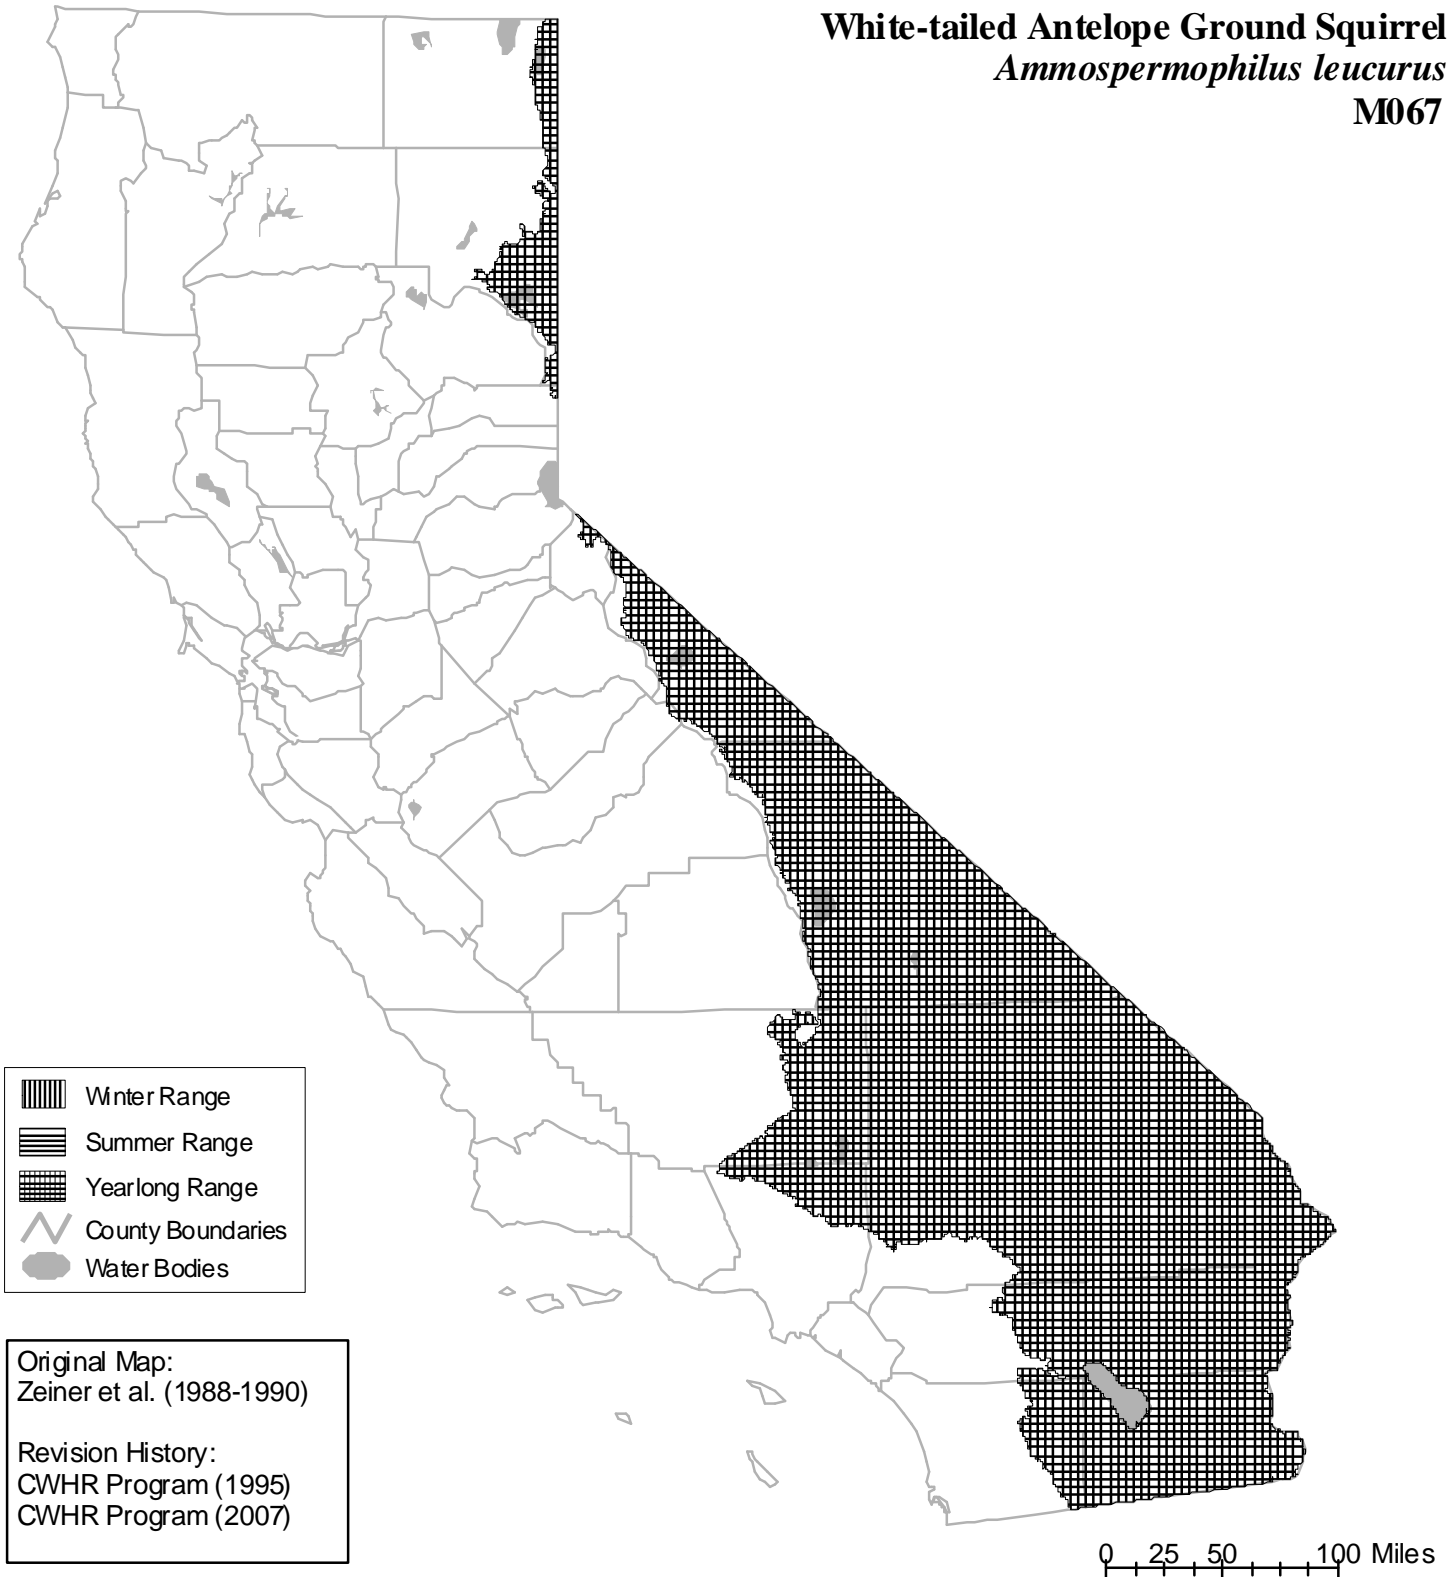 White-tailed Antelope Ground Squirrel
Ammospermophilus leucurus
M067
Winter Range
Summer Range
Yearlong Range
County Boundaries
Water Bodies
Original Map:
Zeiner et al. (1988-1990)
Revision History:
CWHR Program (1995)
CWHR Program (2007)
0 25 50 100 Miles